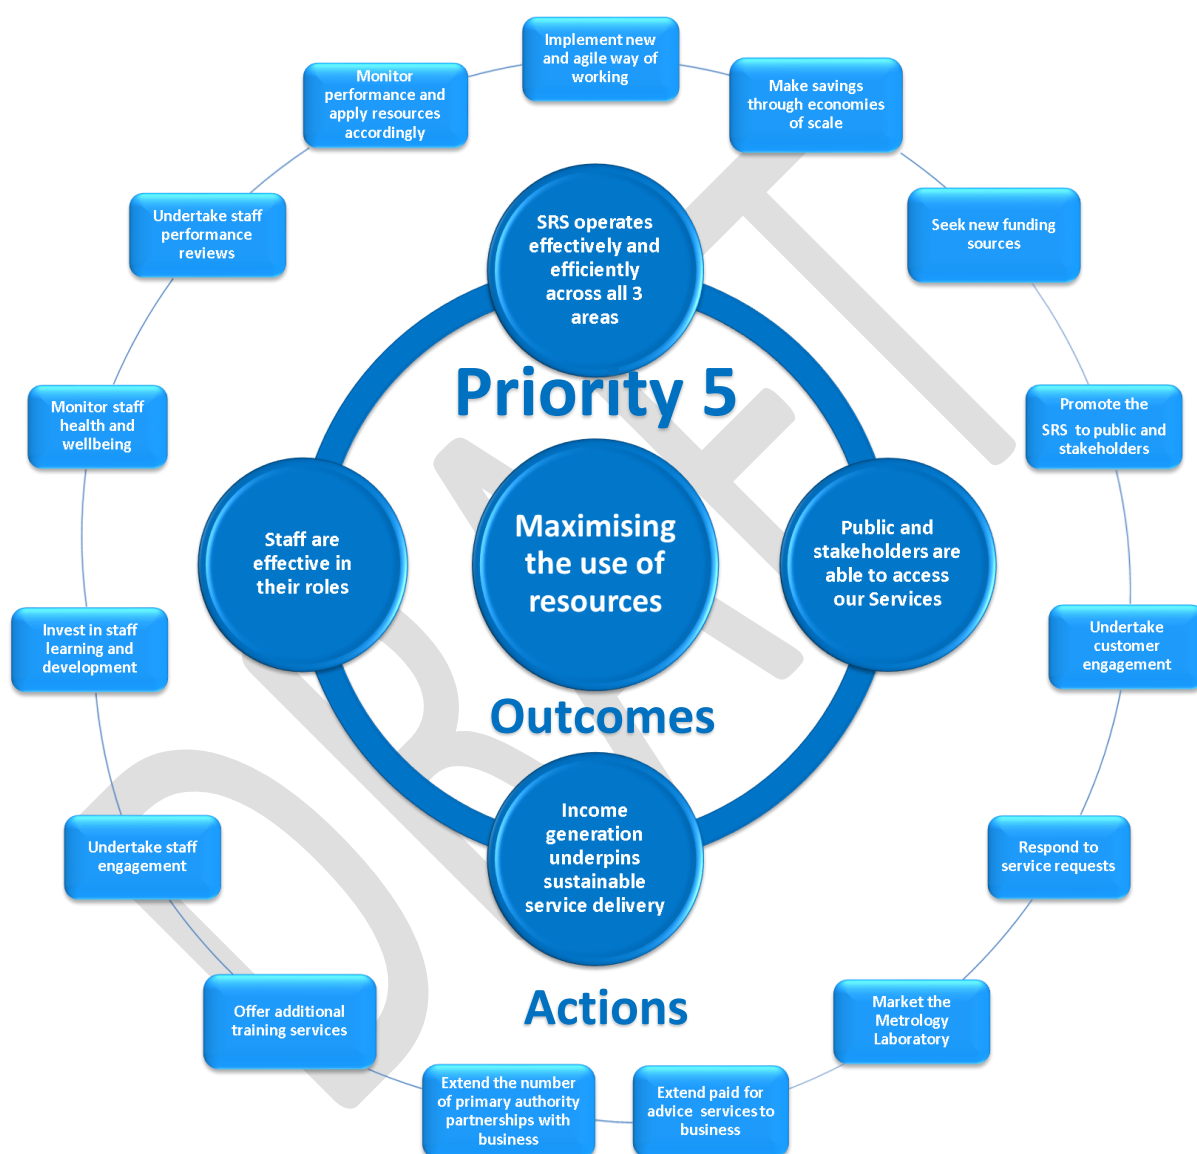 Implement new
and agile way of
working
Make savings
through economies
of scale
Seek new funding
sources
Promote the
SRS to public and
stakeholders
Undertake
customer
engagement
Respond to
service requests
Market the
Metrology
Laboratory
Extend paid for
advice services to
business
Extend the number
of primary authority
partnerships with
business
Offer additional
training services
Undertake staff
engagement
Invest in staff
learning and
development
Monitor staff
health and
wellbeing
Undertake staff
performance
reviews
Monitor
performance and
apply resources
accordingly
SRS operates
effectively and
efficiently
across all 3
areas
Priority 5
Maximising
the use of
resources
Public and
stakeholders are
able to access
our Services
Staff are
effective in
their roles
Outcomes
Income
generation
underpins
sustainable
service delivery
Actions
DRAFT